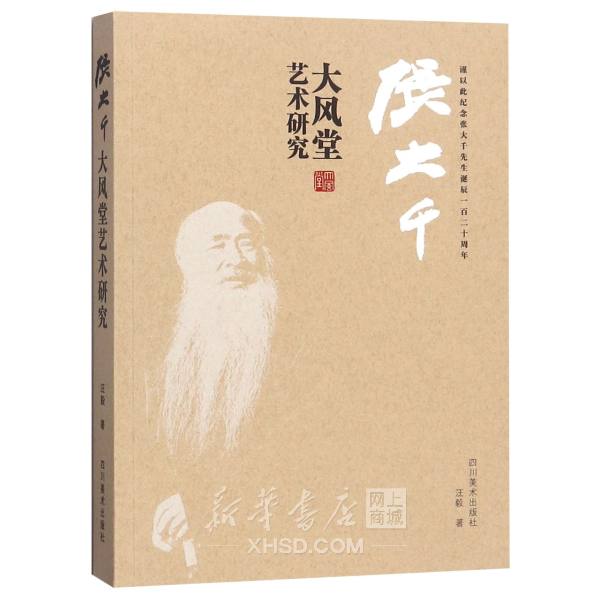 张大千
大风堂艺术研究
汪毅 著
四川美术出版社
谨以此纪念张大千先生诞辰一百二十周年
张大千
大风堂
艺术研究
大風堂
四川美术出版社
汪毅 著
新华书店
网上
商城
XHSD.COM